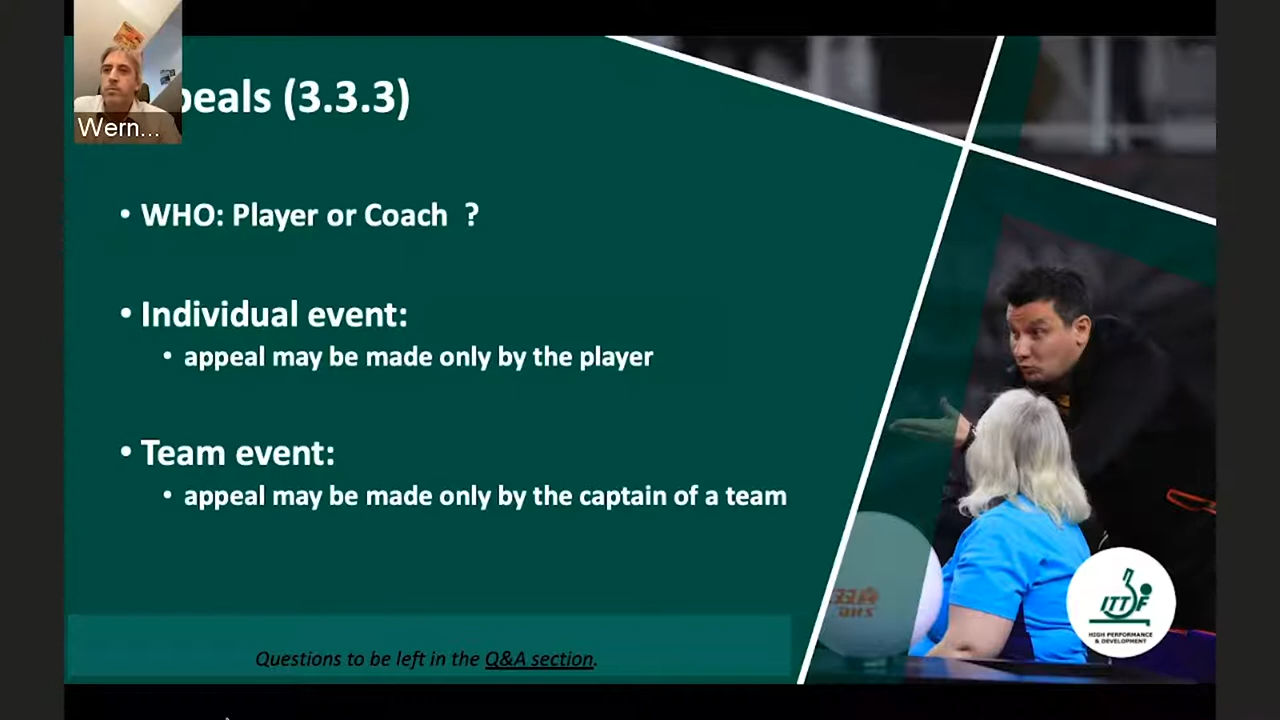 peals (3.3.3)
Wern...
• WHO: Player or Coach ?
• Individual event:
• appeal may be made only by the player
• Team event:
• appeal may be made only by the captain of a team
Questions to be left in the Q&A section.
ITTF
HIGH PERFORMANCE
& DEVELOPMENT